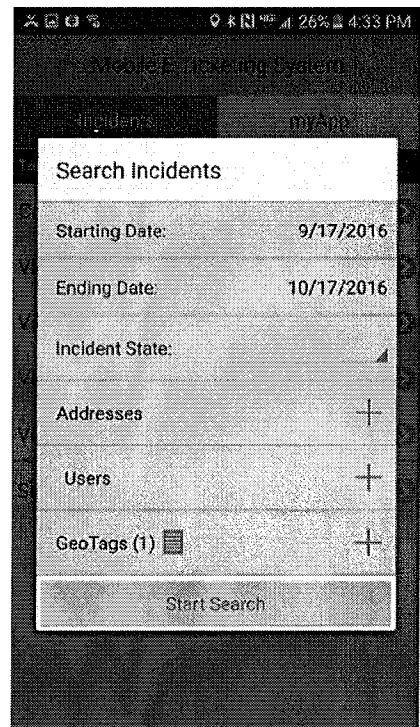 26% 4:33 PM
Mobile E-Ticketing System
Incidents myApp
Search Incidents
Starting Date: 9/17/2016
Ending Date: 10/17/2016
Incident State:
Addresses +
Users +
GeoTags (1) +
Start Search